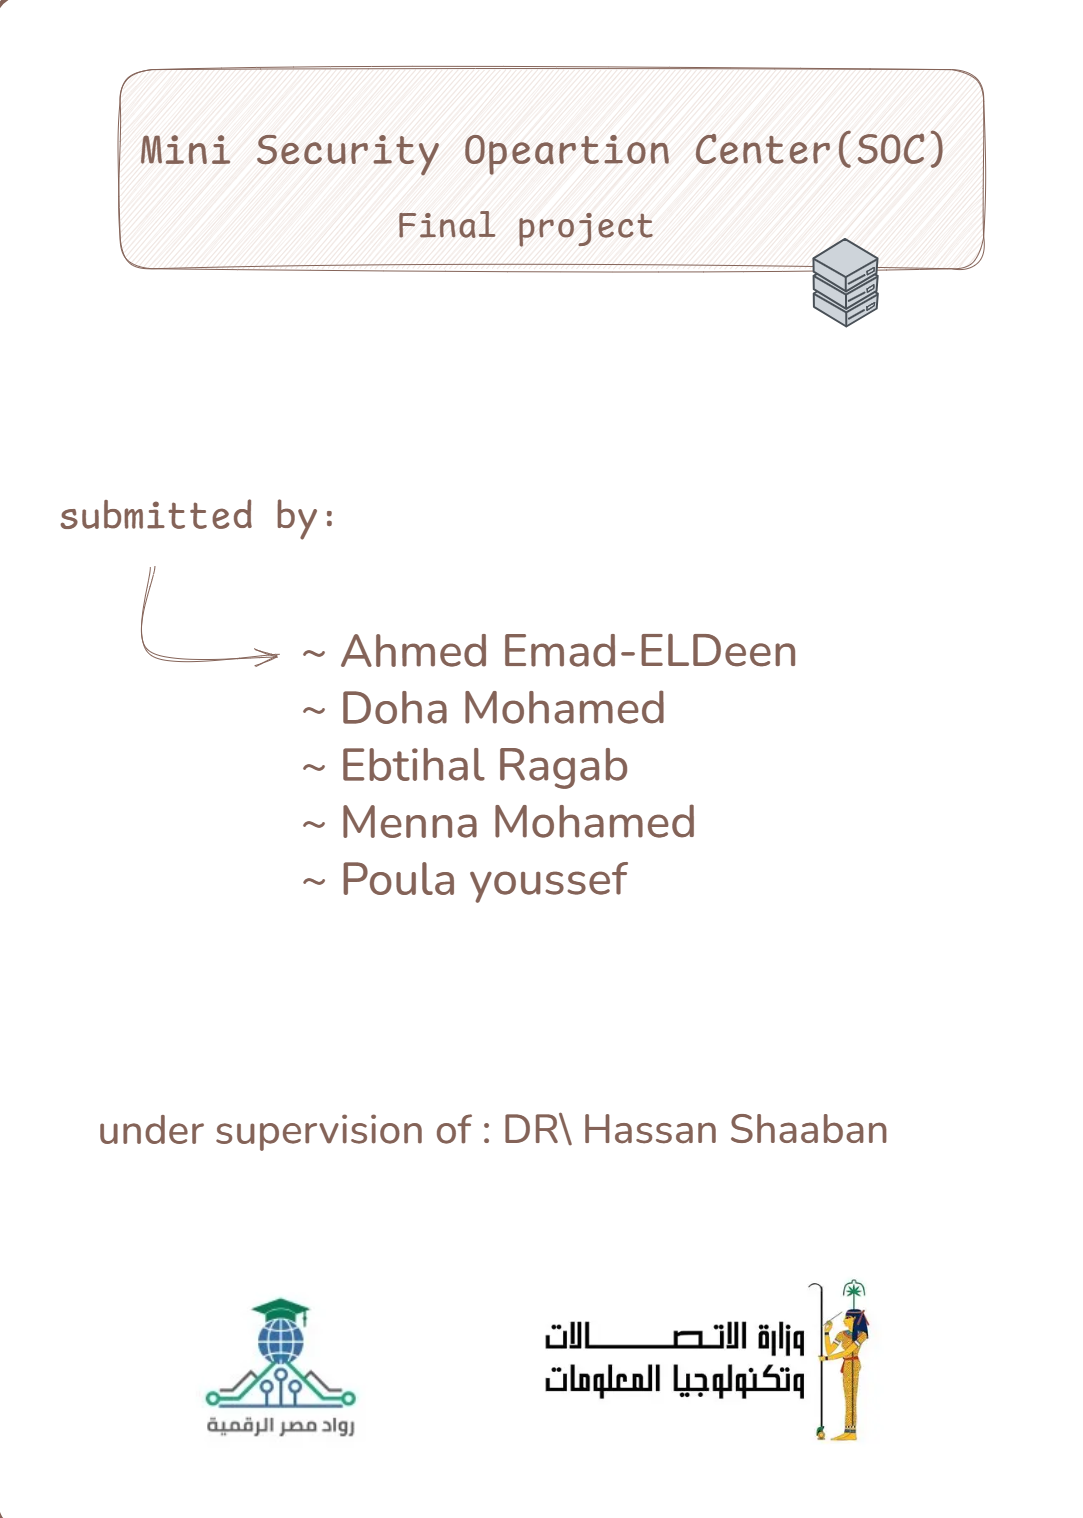 Mini Security Opeartion Center(SOC)
Final project
submitted by:
~ Ahmed Emad-ELDeen
~ Doha Mohamed
~ Ebtihal Ragab
~ Menna Mohamed
~ Poula youssef
under supervision of : DR\ Hassan Shaaban
رواد مصر الرقمية
وزارة الاتصـــــالات
وتكنولوجيا المعلومات